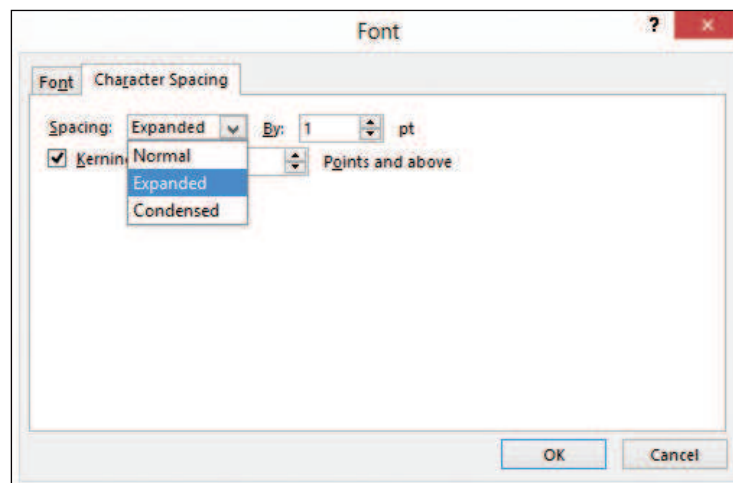 Font ?
Font Character Spacing
Spacing: Expanded By: 1 pt
Normal
Points and above
Expanded
Condensed
OK Cancel